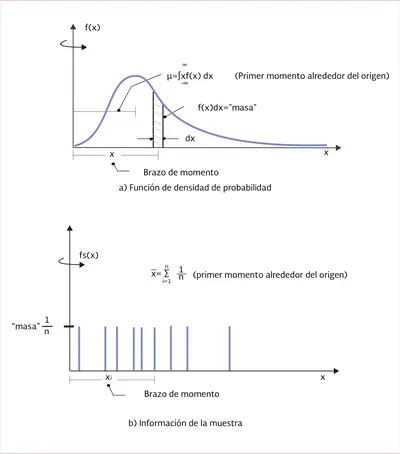 f(x)
μ=∫xf(x) dx (Primer momento alrededor del origen)
∞
-∞
f(x)dx="masa"
dx
x
x
Brazo de momento
a) Función de densidad de probabilidad
fs(x)
x̅= Σ 1/n (primer momento alrededor del origen)
n
i=1
"masa" 1/n
xi
x
Brazo de momento
b) Información de la muestra